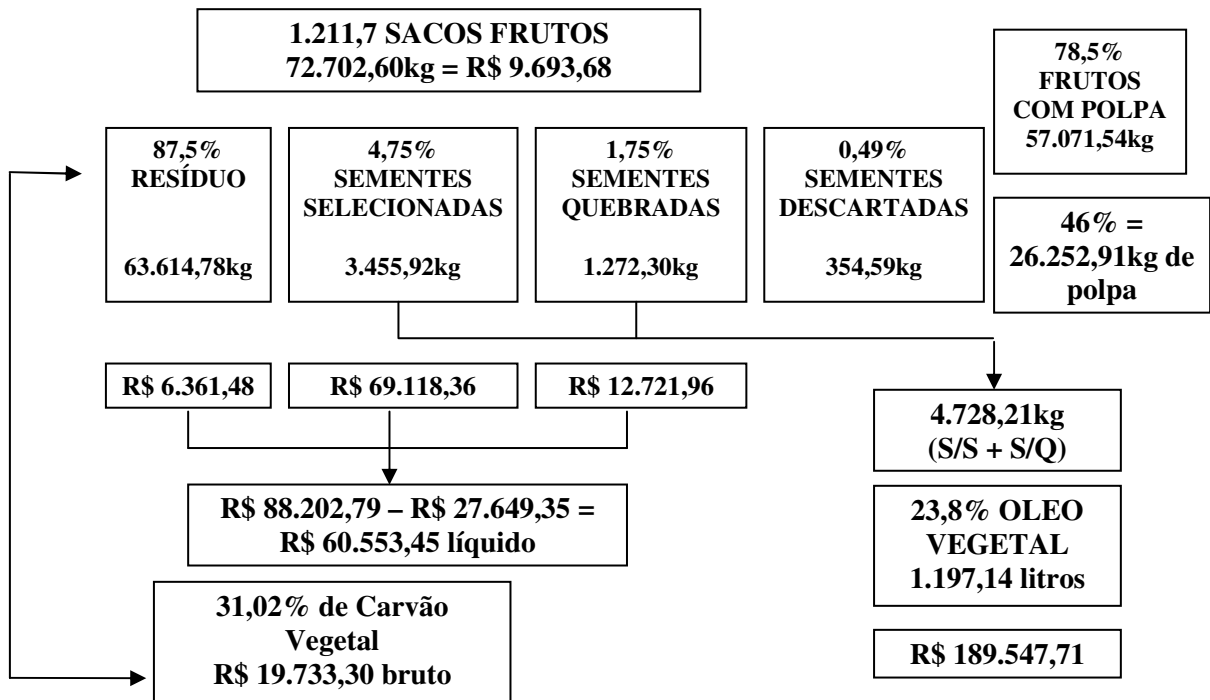 1.211,7 SACOS FRUTOS
72.702,60kg = R$ 9.693,68
78,5%
FRUTOS
COM POLPA
57.071,54kg
87,5%
RESÍDUO
63.614,78kg
4,75%
SEMENTES
SELECIONADAS
3.455,92kg
1,75%
SEMENTES
QUEBRADAS
1.272,30kg
0,49%
SEMENTES
DESCARTADAS
354,59kg
46% =
26.252,91kg de
polpa
R$ 6.361,48
R$ 69.118,36
R$ 12.721,96
4.728,21kg
(S/S + S/Q)
R$ 88.202,79 – R$ 27.649,35 =
R$ 60.553,45 líquido
23,8% OLEO
VEGETAL
1.197,14 litros
31,02% de Carvão
Vegetal
R$ 19.733,30 bruto
R$ 189.547,71